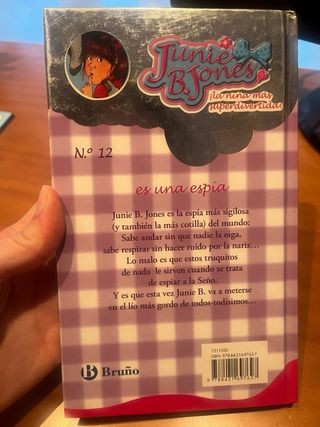 Junie
B. Jones
¡la niña más
superdivertida!
N.º 12
es una espía
Junie B. Jones es la espía más sigilosa
(y también la más cotilla) del mundo:
Sabe andar sin que nadie la oiga,
sabe respirar sin hacer ruido por la nariz...
Lo malo es que estos truquitos
de nada le sirven cuando se trata
de espiar a la Seño.
Y es que esta vez Junie B. va a meterse
en el lío más gordo de todos-todísimos...
Bruño